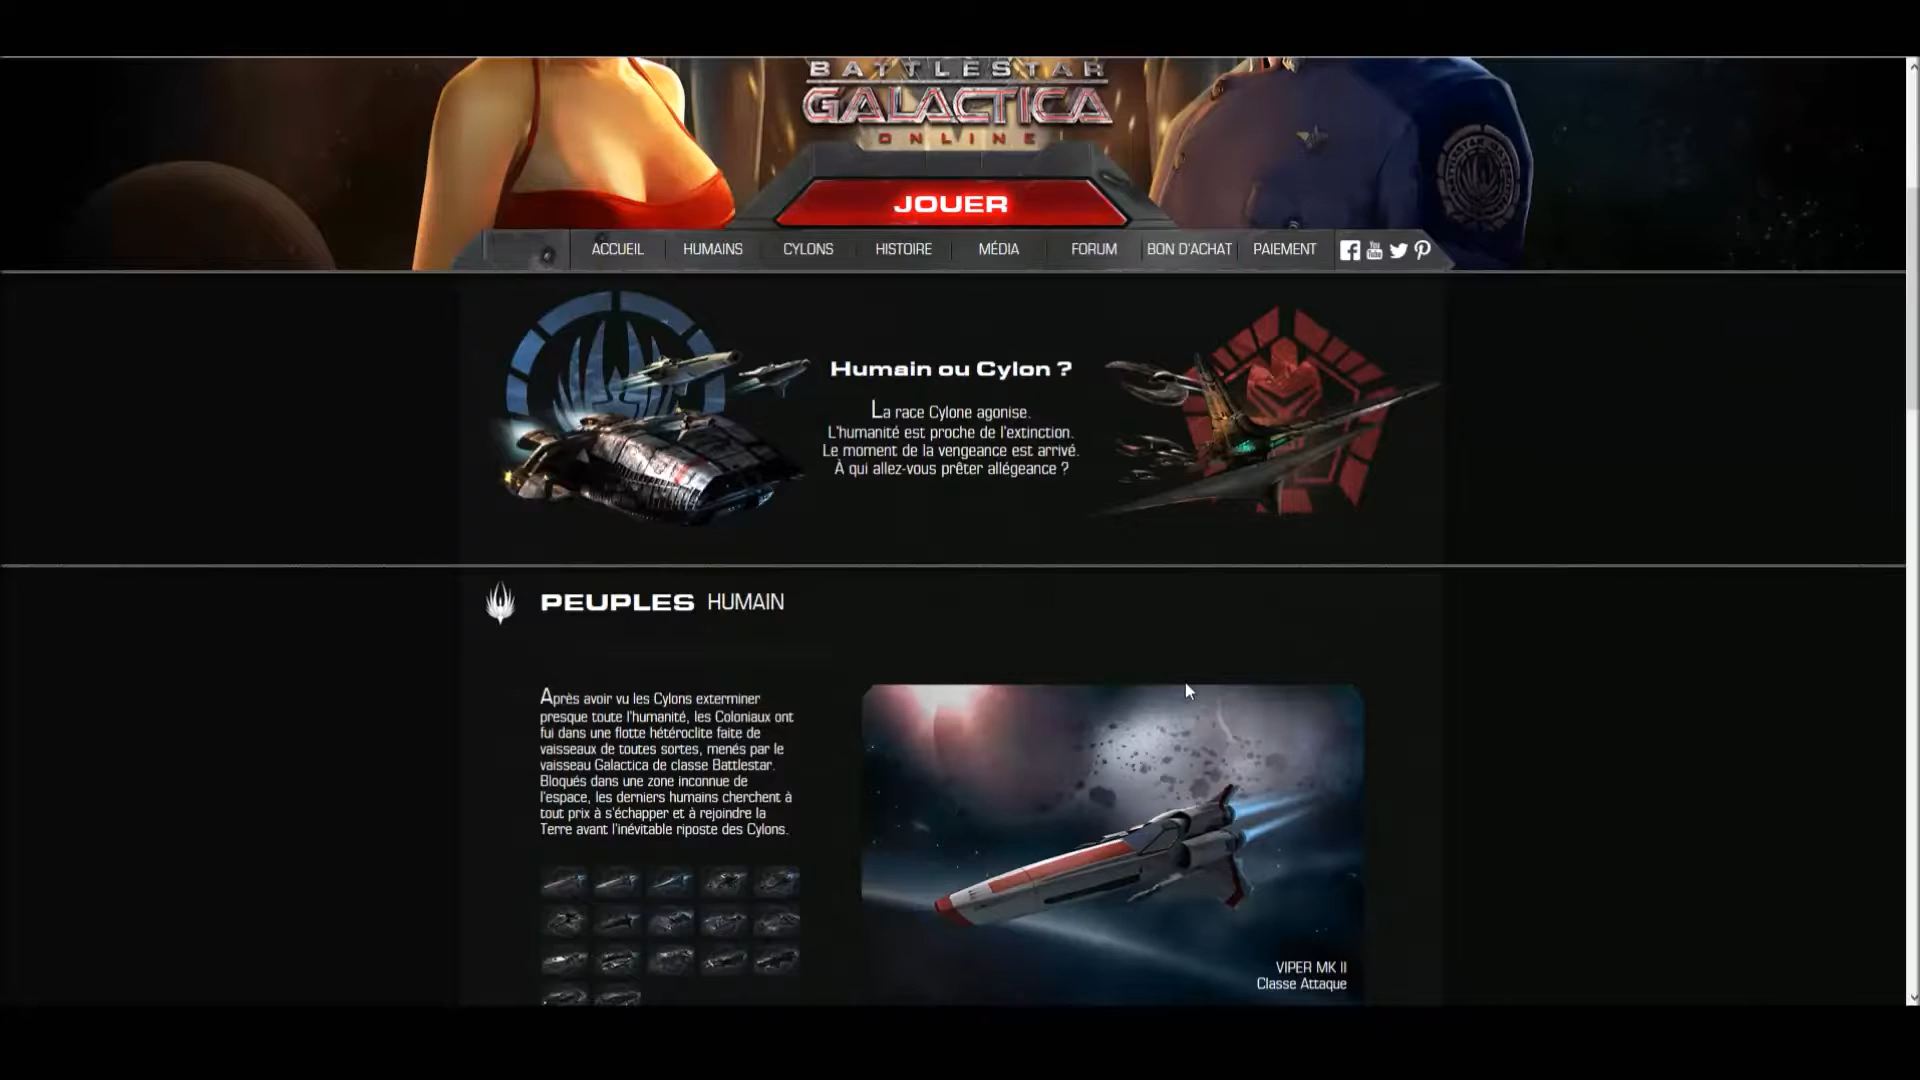 BATTLESTAR
GALACTICA
ONLINE
JOUER
ACCUEIL HUMAINS CYLONS HISTOIRE MÉDIA FORUM BON D'ACHAT PAIEMENT You Tube
Humain ou Cylon ?
La race Cylone agonise.
L'humanité est proche de l'extinction.
Le moment de la vengeance est arrivé.
À qui allez-vous prêter allégeance ?
PEUPLES HUMAIN
Après avoir vu les Cylons exterminer
presque toute l'humanité, les Coloniaux ont
fui dans une flotte hétéroclite faite de
vaisseaux de toutes sortes, menés par le
vaisseau Galactica de classe Battlestar.
Bloqués dans une zone inconnue de
l'espace, les derniers humains cherchent à
tout prix à s'échapper et à rejoindre la
Terre avant l'inévitable riposte des Cylons.
VIPER MK II
Classe Attaque